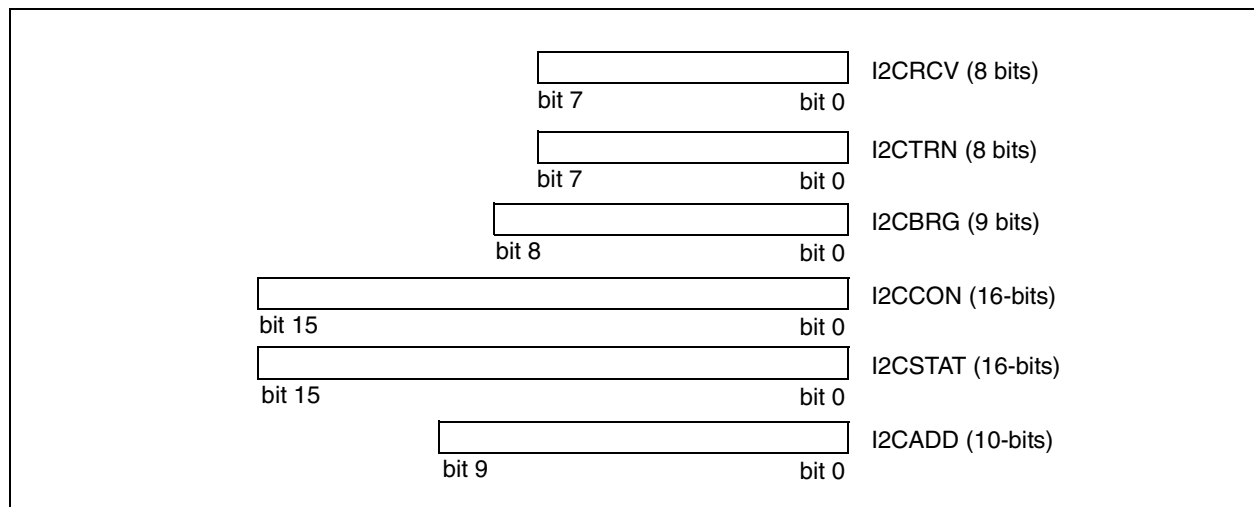 I2CRCV (8 bits)
bit 7 bit 0
I2CTRN (8 bits)
bit 7 bit 0
I2CBRG (9 bits)
bit 8 bit 0
I2CCON (16-bits)
bit 15 bit 0
I2CSTAT (16-bits)
bit 15 bit 0
I2CADD (10-bits)
bit 9 bit 0